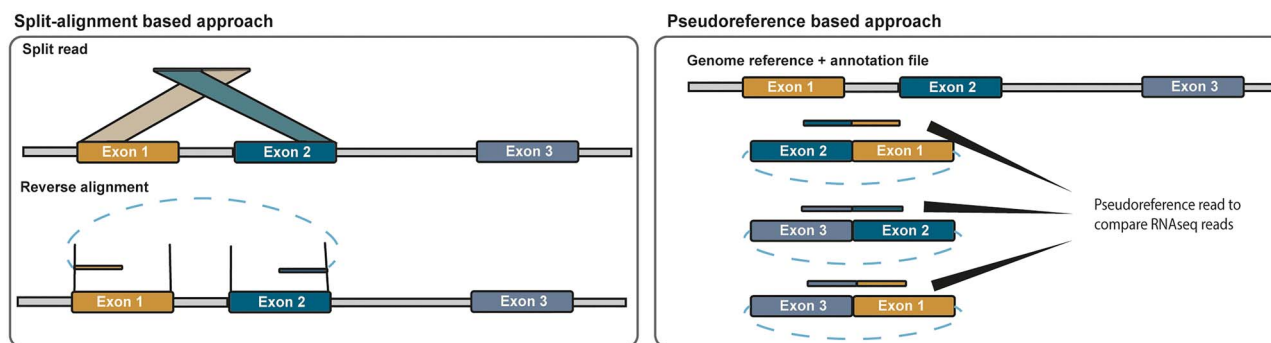 Split-alignment based approach
Split read
Exon 1
Exon 2
Exon 3
Reverse alignment
Exon 1
Exon 2
Exon 3
Pseudoreference based approach
Genome reference + annotation file
Exon 1
Exon 2
Exon 3
Exon 2
Exon 1
Exon 3
Exon 2
Exon 3
Exon 1
Pseudoreference read to
compare RNAseq reads